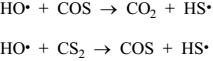 HO• + COS → CO₂ + HS•
HO• + CS₂ → COS + HS•